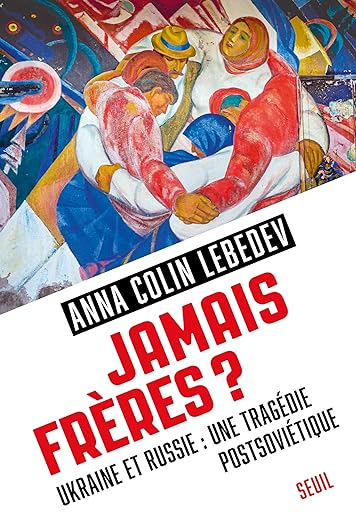 ANNA COLIN LEBEDEV
JAMAIS
FRÈRES ?
UKRAINE ET RUSSIE : UNE TRAGÉDIE
POSTSOVIÉTIQUE
SEUIL